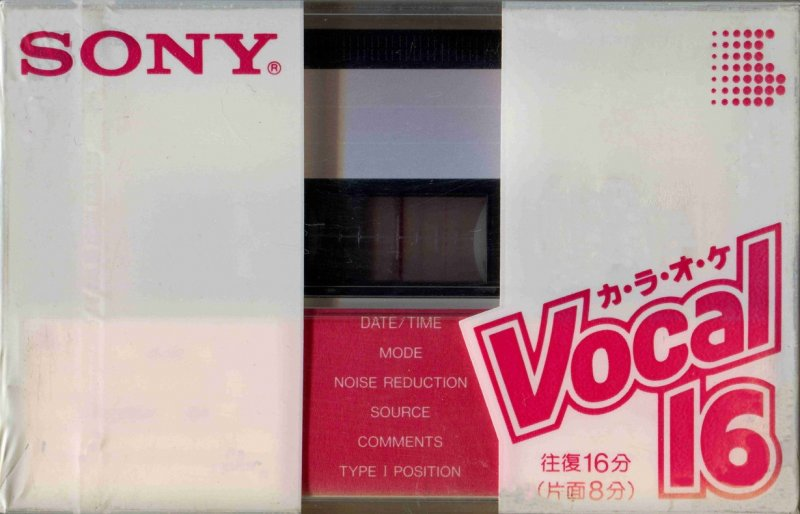 SONY®
カ・ラ・オ・ケ
Vocal
16
往復16分
(片面8分)
DATE/TIME
MODE
NOISE REDUCTION
SOURCE
COMMENTS
TYPE I POSITION